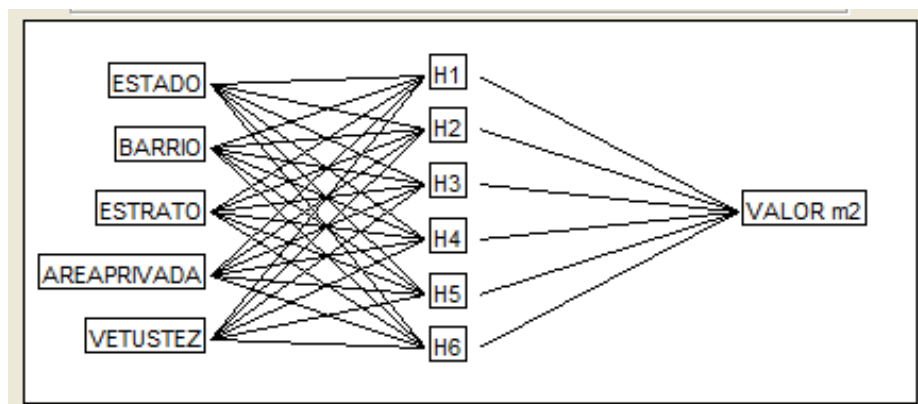 ESTADO
BARRIO
ESTRATO
AREAPRIVADA
VETUSTEZ
H1
H2
H3
H4
H5
H6
VALOR m2